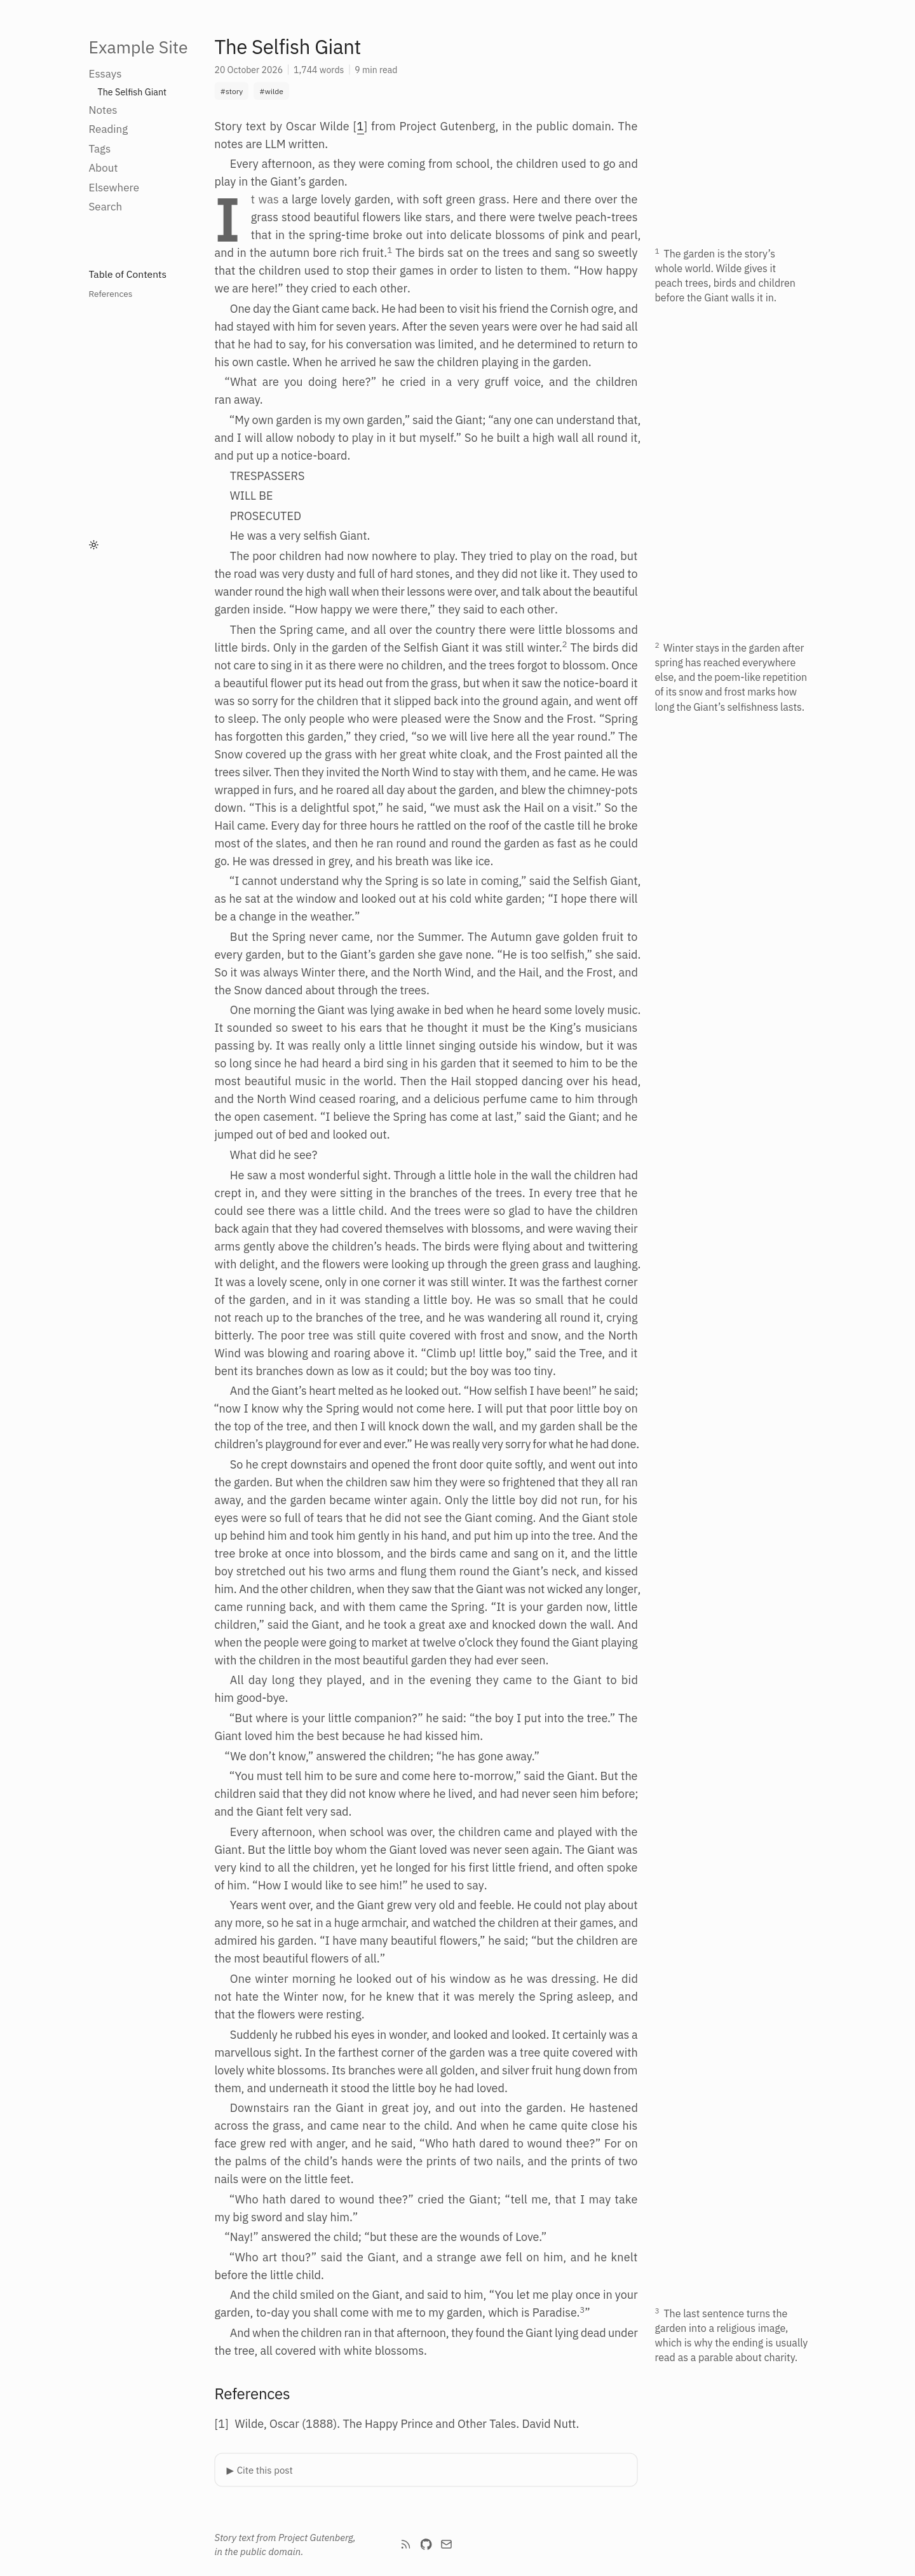 Example Site
Essays
The Selfish Giant
Notes
Reading
Tags
About
Elsewhere
Search
Table of Contents
References
The Selfish Giant
20 October 2026 | 1,744 words | 9 min read
#story #wilde
Story text by Oscar Wilde [1] from Project Gutenberg, in the public domain. The
notes are LLM written.
Every afternoon, as they were coming from school, the children used to go and
play in the Giant’s garden.
It was a large lovely garden, with soft green grass. Here and there over the
grass stood beautiful flowers like stars, and there were twelve peach-trees
that in the spring-time broke out into delicate blossoms of pink and pearl,
and in the autumn bore rich fruit.1 The birds sat on the trees and sang so sweetly
that the children used to stop their games in order to listen to them. “How happy
we are here!” they cried to each other.
1 The garden is the story’s
whole world. Wilde gives it
peach trees, birds and children
before the Giant walls it in.
One day the Giant came back. He had been to visit his friend the Cornish ogre, and
had stayed with him for seven years. After the seven years were over he had said all
that he had to say, for his conversation was limited, and he determined to return to
his own castle. When he arrived he saw the children playing in the garden.
“What are you doing here?” he cried in a very gruff voice, and the children
ran away.
“My own garden is my own garden,” said the Giant; “any one can understand that,
and I will allow nobody to play in it but myself.” So he built a high wall all round it,
and put up a notice-board.
TRESPASSERS
WILL BE
PROSECUTED
He was a very selfish Giant.
The poor children had now nowhere to play. They tried to play on the road, but
the road was very dusty and full of hard stones, and they did not like it. They used to
wander round the high wall when their lessons were over, and talk about the beautiful
garden inside. “How happy we were there,” they said to each other.
Then the Spring came, and all over the country there were little blossoms and
little birds. Only in the garden of the Selfish Giant it was still winter.2 The birds did
not care to sing in it as there were no children, and the trees forgot to blossom. Once
a beautiful flower put its head out from the grass, but when it saw the notice-board it
was so sorry for the children that it slipped back into the ground again, and went off
to sleep. The only people who were pleased were the Snow and the Frost. “Spring
has forgotten this garden,” they cried, “so we will live here all the year round.” The
Snow covered up the grass with her great white cloak, and the Frost painted all the
trees silver. Then they invited the North Wind to stay with them, and he came. He was
wrapped in furs, and he roared all day about the garden, and blew the chimney-pots
down. “This is a delightful spot,” he said, “we must ask the Hail on a visit.” So the
Hail came. Every day for three hours he rattled on the roof of the castle till he broke
most of the slates, and then he ran round and round the garden as fast as he could
go. He was dressed in grey, and his breath was like ice.
2 Winter stays in the garden after
spring has reached everywhere
else, and the poem-like repetition
of its snow and frost marks how
long the Giant’s selfishness lasts.
“I cannot understand why the Spring is so late in coming,” said the Selfish Giant,
as he sat at the window and looked out at his cold white garden; “I hope there will
be a change in the weather.”
But the Spring never came, nor the Summer. The Autumn gave golden fruit to
every garden, but to the Giant’s garden she gave none. “He is too selfish,” she said.
So it was always Winter there, and the North Wind, and the Hail, and the Frost, and
the Snow danced about through the trees.
One morning the Giant was lying awake in bed when he heard some lovely music.
It sounded so sweet to his ears that he thought it must be the King’s musicians
passing by. It was really only a little linnet singing outside his window, but it was
so long since he had heard a bird sing in his garden that it seemed to him to be the
most beautiful music in the world. Then the Hail stopped dancing over his head,
and the North Wind ceased roaring, and a delicious perfume came to him through
the open casement. “I believe the Spring has come at last,” said the Giant; and he
jumped out of bed and looked out.
What did he see?
He saw a most wonderful sight. Through a little hole in the wall the children had
crept in, and they were sitting in the branches of the trees. In every tree that he
could see there was a little child. And the trees were so glad to have the children
back again that they had covered themselves with blossoms, and were waving their
arms gently above the children’s heads. The birds were flying about and twittering
with delight, and the flowers were looking up through the green grass and laughing.
It was a lovely scene, only in one corner it was still winter. It was the farthest corner
of the garden, and in it was standing a little boy. He was so small that he could
not reach up to the branches of the tree, and he was wandering all round it, crying
bitterly. The poor tree was still quite covered with frost and snow, and the North
Wind was blowing and roaring above it. “Climb up! little boy,” said the Tree, and it
bent its branches down as low as it could; but the boy was too tiny.
And the Giant’s heart melted as he looked out. “How selfish I have been!” he said;
“now I know why the Spring would not come here. I will put that poor little boy on
the top of the tree, and then I will knock down the wall, and my garden shall be the
children’s playground for ever and ever.” He was really very sorry for what he had done.
So he crept downstairs and opened the front door quite softly, and went out into
the garden. But when the children saw him they were so frightened that they all ran
away, and the garden became winter again. Only the little boy did not run, for his
eyes were so full of tears that he did not see the Giant coming. And the Giant stole
up behind him and took him gently in his hand, and put him up into the tree. And the
tree broke at once into blossom, and the birds came and sang on it, and the little
boy stretched out his two arms and flung them round the Giant’s neck, and kissed
him. And the other children, when they saw that the Giant was not wicked any longer,
came running back, and with them came the Spring. “It is your garden now, little
children,” said the Giant, and he took a great axe and knocked down the wall. And
when the people were going to market at twelve o’clock they found the Giant playing
with the children in the most beautiful garden they had ever seen.
All day long they played, and in the evening they came to the Giant to bid
him good-bye.
“But where is your little companion?” he said: “the boy I put into the tree.” The
Giant loved him the best because he had kissed him.
“We don’t know,” answered the children; “he has gone away.”
“You must tell him to be sure and come here to-morrow,” said the Giant. But the
children said that they did not know where he lived, and had never seen him before;
and the Giant felt very sad.
Every afternoon, when school was over, the children came and played with the
Giant. But the little boy whom the Giant loved was never seen again. The Giant was
very kind to all the children, yet he longed for his first little friend, and often spoke
of him. “How I would like to see him!” he used to say.
Years went over, and the Giant grew very old and feeble. He could not play about
any more, so he sat in a huge armchair, and watched the children at their games, and
admired his garden. “I have many beautiful flowers,” he said; “but the children are
the most beautiful flowers of all.”
One winter morning he looked out of his window as he was dressing. He did
not hate the Winter now, for he knew that it was merely the Spring asleep, and
that the flowers were resting.
Suddenly he rubbed his eyes in wonder, and looked and looked. It certainly was a
marvellous sight. In the farthest corner of the garden was a tree quite covered with
lovely white blossoms. Its branches were all golden, and silver fruit hung down from
them, and underneath it stood the little boy he had loved.
Downstairs ran the Giant in great joy, and out into the garden. He hastened
across the grass, and came near to the child. And when he came quite close his
face grew red with anger, and he said, “Who hath dared to wound thee?” For on
the palms of the child’s hands were the prints of two nails, and the prints of two
nails were on the little feet.
“Who hath dared to wound thee?” cried the Giant; “tell me, that I may take
my big sword and slay him.”
“Nay!” answered the child; “but these are the wounds of Love.”
“Who art thou?” said the Giant, and a strange awe fell on him, and he knelt
before the little child.
And the child smiled on the Giant, and said to him, “You let me play once in your
garden, to-day you shall come with me to my garden, which is Paradise.3”
3 The last sentence turns the
garden into a religious image,
which is why the ending is usually
read as a parable about charity.
And when the children ran in that afternoon, they found the Giant lying dead under
the tree, all covered with white blossoms.
References
[1] Wilde, Oscar (1888). The Happy Prince and Other Tales. David Nutt.
▶ Cite this post
Story text from Project Gutenberg,
in the public domain.